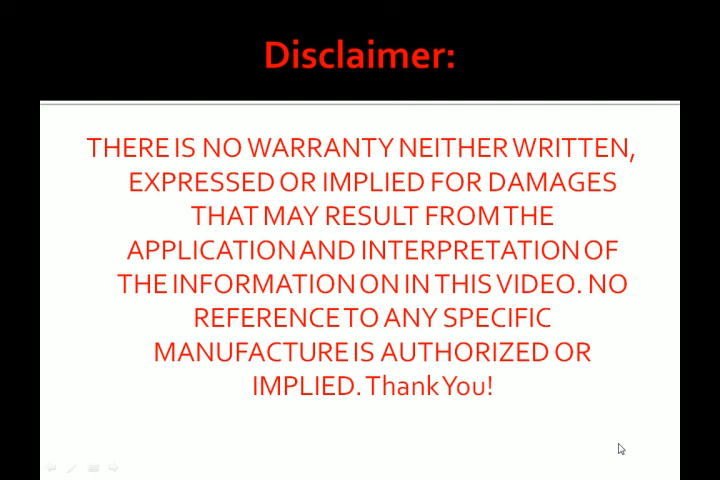 Disclaimer:
THERE IS NO WARRANTY NEITHER WRITTEN,
EXPRESSED OR IMPLIED FOR DAMAGES
THAT MAY RESULT FROM THE
APPLICATION AND INTERPRETATION OF
THE INFORMATION ON IN THIS VIDEO. NO
REFERENCE TO ANY SPECIFIC
MANUFACTURE IS AUTHORIZED OR
IMPLIED. Thank You!